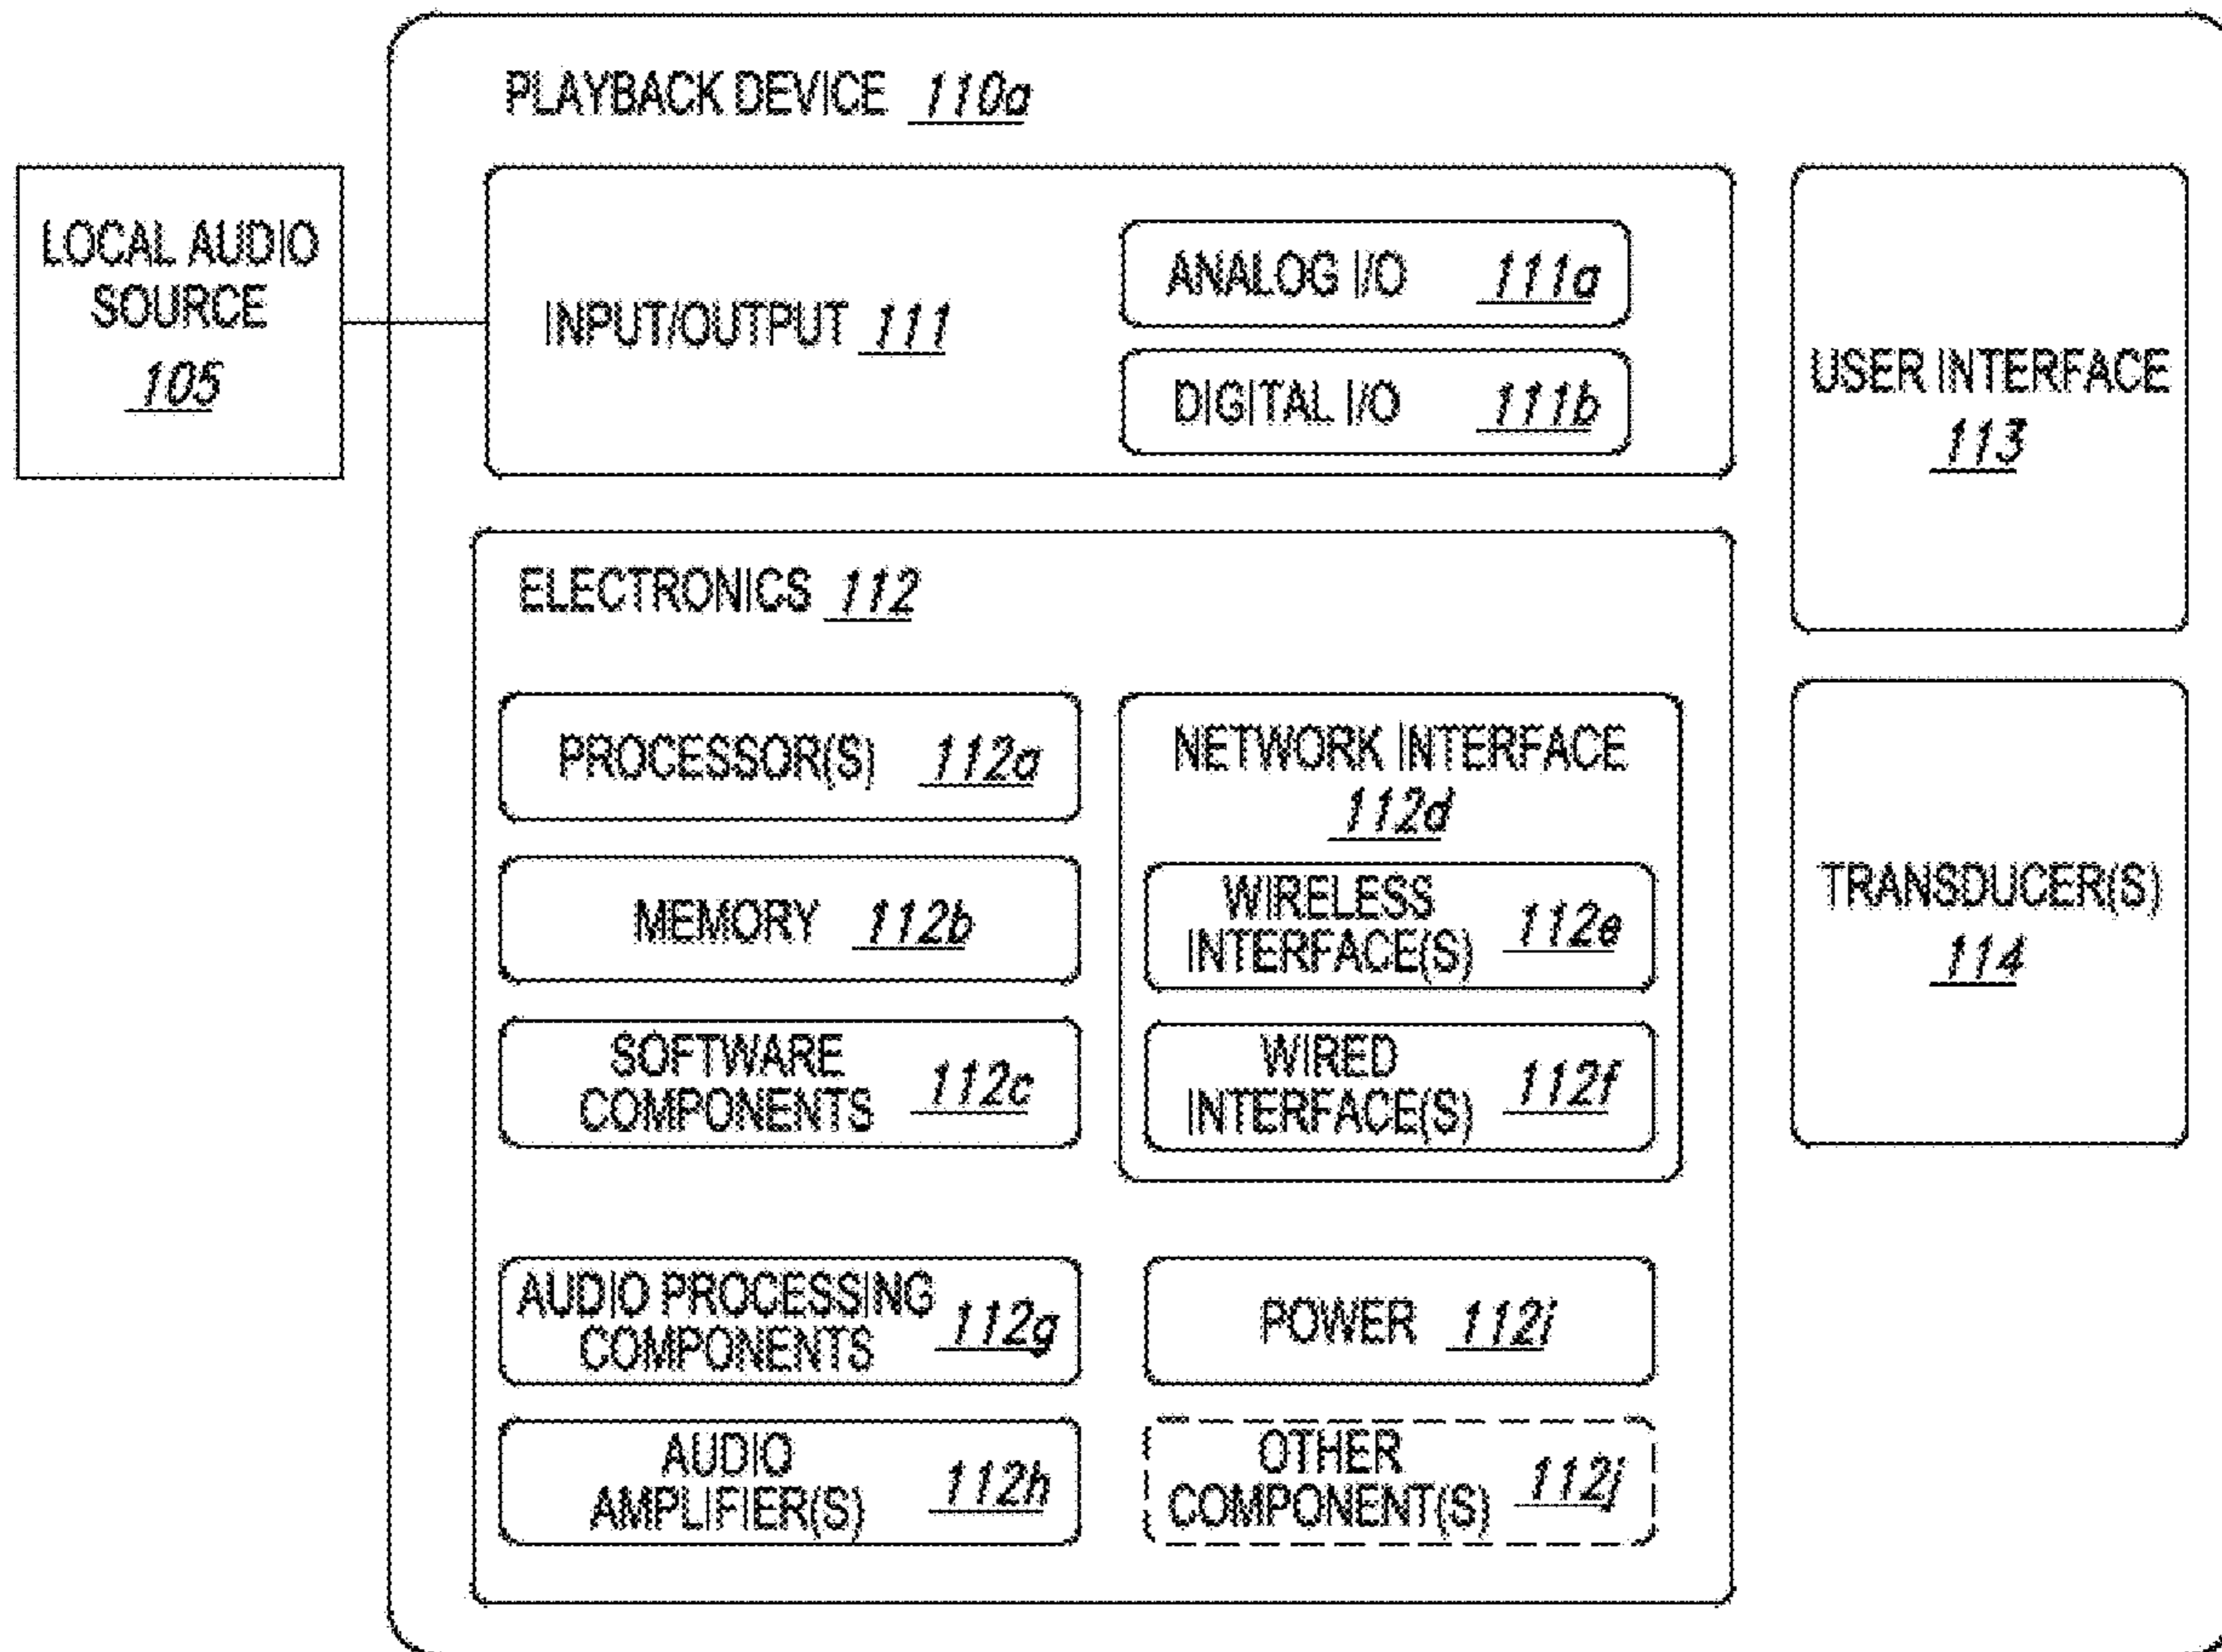 PLAYBACK DEVICE 110a
LOCAL AUDIO
SOURCE
105
INPUT/OUTPUT 111
ANALOG I/O 111a
DIGITAL I/O 111b
USER INTERFACE
113
ELECTRONICS 112
PROCESSOR(S) 112a
MEMORY 112b
SOFTWARE
COMPONENTS 112c
NETWORK INTERFACE
112d
WIRELESS
INTERFACE(S) 112e
WIRED
INTERFACE(S) 112f
TRANSDUCER(S)
114
AUDIO PROCESSING
COMPONENTS 112g
POWER 112i
AUDIO
AMPLIFIER(S) 112h
OTHER
COMPONENT(S) 112j